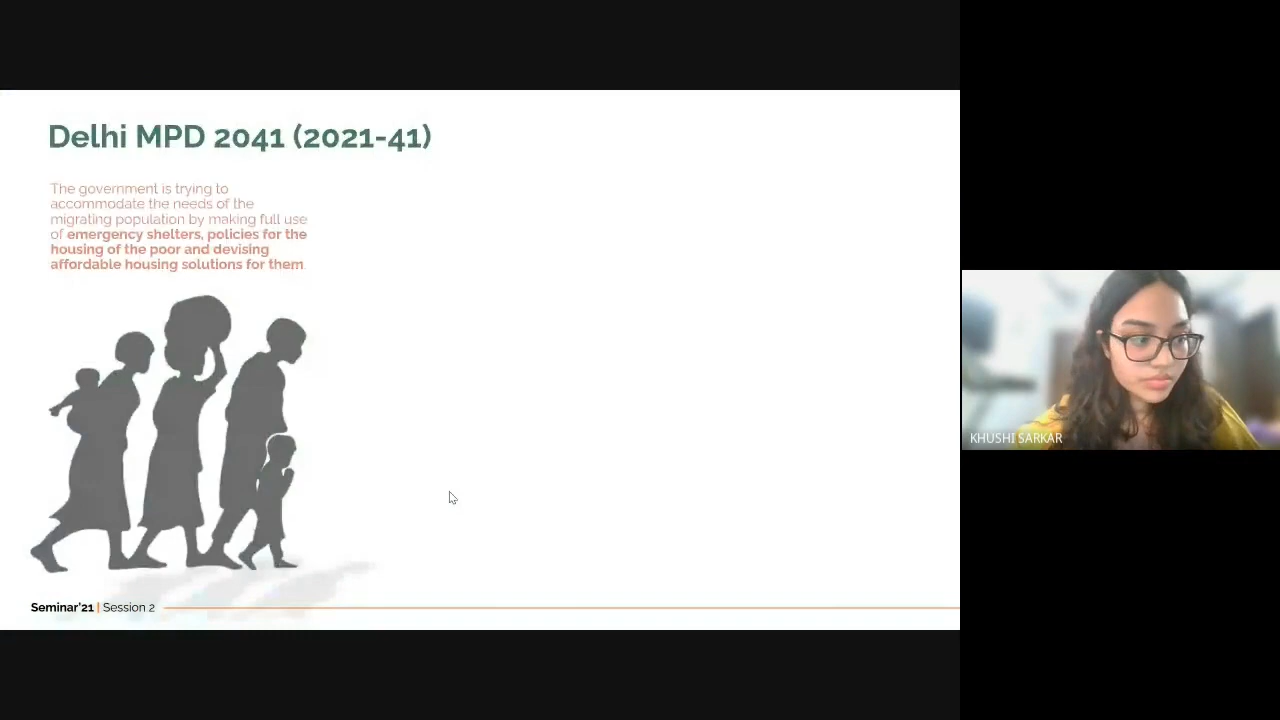 Delhi MPD 2041 (2021-41)
The government is trying to
accommodate the needs of the
migrating population by making full use
of emergency shelters, policies for the
housing of the poor and devising
affordable housing solutions for them.
KHUSHI SARKAR
Seminar'21 | Session 2